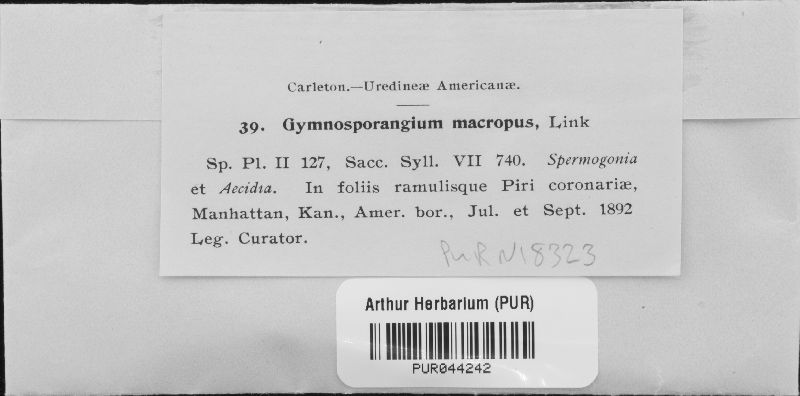 Carleton.—Uredineæ Americanæ.
39. Gymnosporangium macropus, Link
Sp. Pl. II 127, Sacc. Syll. VII 740. Spermogonia
et Aecidia. In foliis ramulisque Piri coronariæ,
Manhattan, Kan., Amer. bor., Jul. et Sept. 1892
Leg. Curator.
PUR N18323
Arthur Herbarium (PUR)
PUR044242